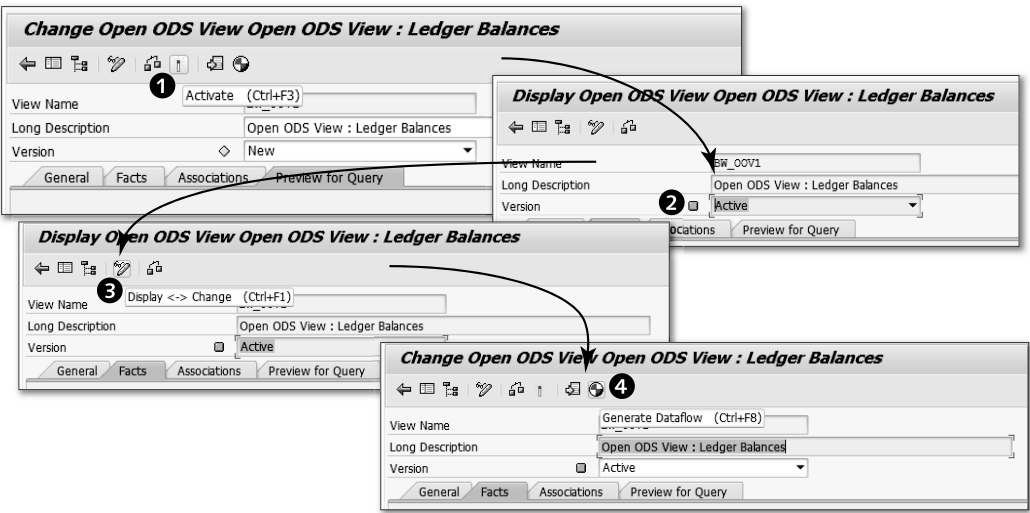 Change Open ODS View Open ODS View : Ledger Balances
1
Activate (Ctrl+F3)
View Name
Long Description Open ODS View : Ledger Balances
Version New
General Facts Associations Preview for Query
Display Open ODS View Open ODS View : Ledger Balances
View Name BW_OOV1
Long Description Open ODS View : Ledger Balances
2
Version Active
Preview for Query
Display Open ODS View Open ODS View : Ledger Balances
3
Display <-> Change (Ctrl+F1)
View Name
Long Description Open ODS View : Ledger Balances
Version Active
General Facts Associations Preview for Query
Change Open ODS View Open ODS View : Ledger Balances
4
Generate Dataflow (Ctrl+F8)
View Name
Long Description Open ODS View : Ledger Balances
Version Active
General Facts Associations Preview for Query